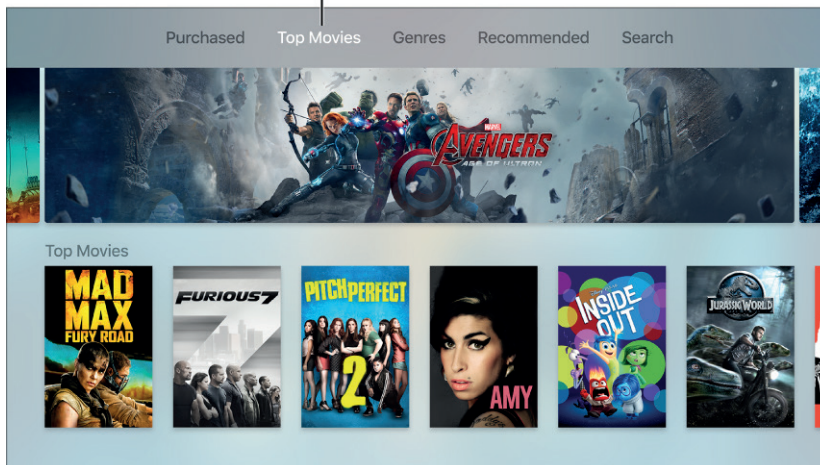 Purchased Top Movies Genres Recommended Search
MARVEL
AVENGERS
AGE OF ULTRON
Top Movies
MAD
MAX
FURY ROAD
FURIOUS 7
PITCH PERFECT
2
AMY
INSIDE
OUT
JURASSIC WORLD